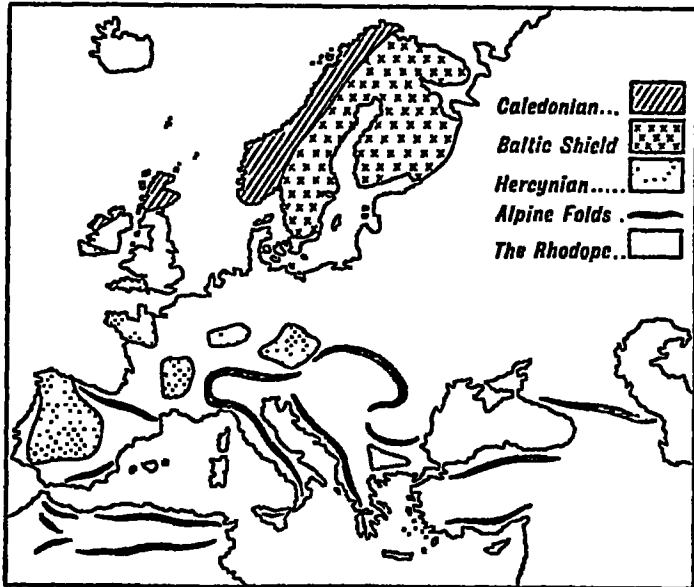 Caledonian...
Baltic Shield
Hercynian.....
Alpine Folds .
The Rhodope..